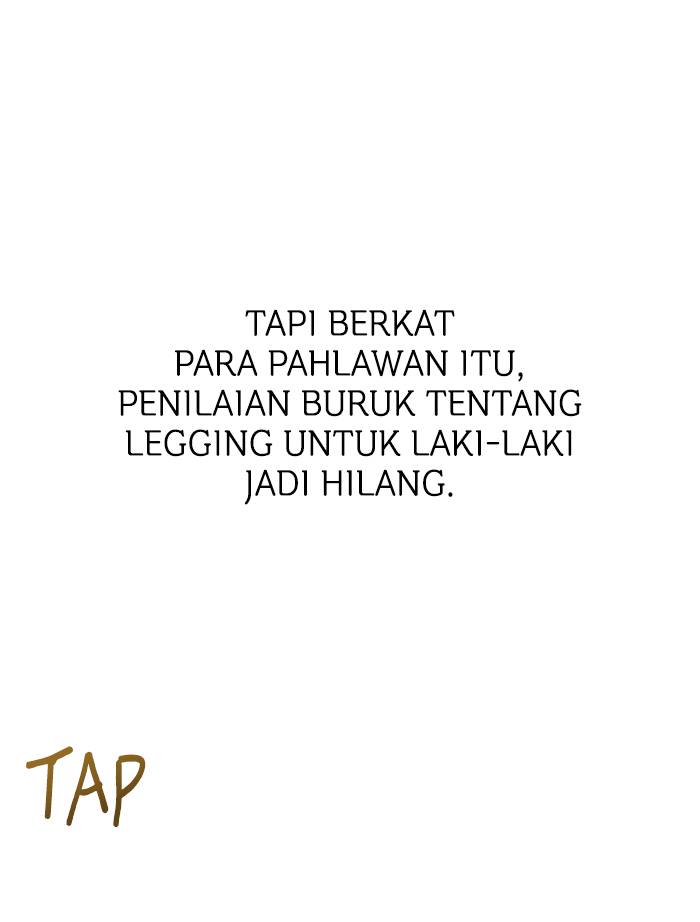 TAPI BERKAT
PARA PAHLAWAN ITU,
PENILAIAN BURUK TENTANG
LEGGING UNTUK LAKI-LAKI
JADI HILANG.
TAP